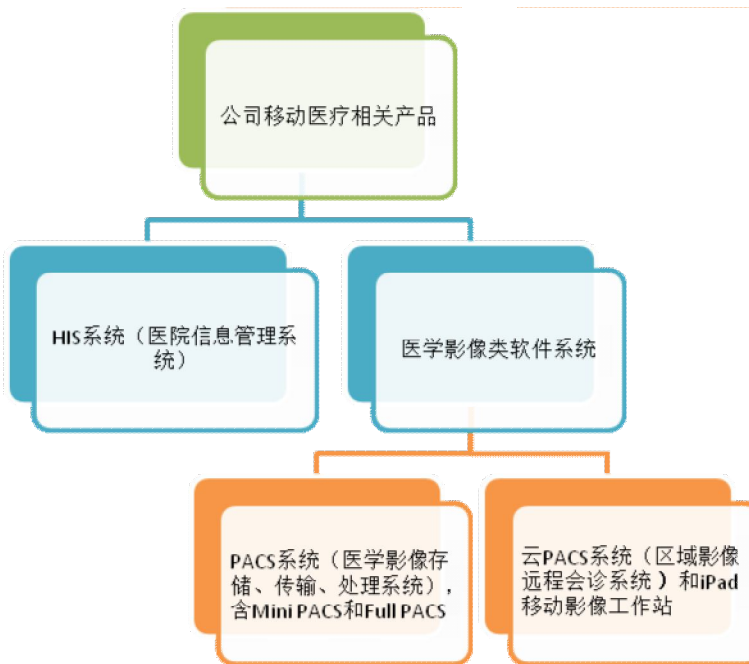 公司移动医疗相关产品
HIS系统（医院信息管理系
统）
医学影像类软件系统
PACS系统（医学影像存
储、传输、处理系统），
含Mini PACS和Full PACS
云PACS系统（区域影像
远程会诊系统）和iPad
移动影像工作站